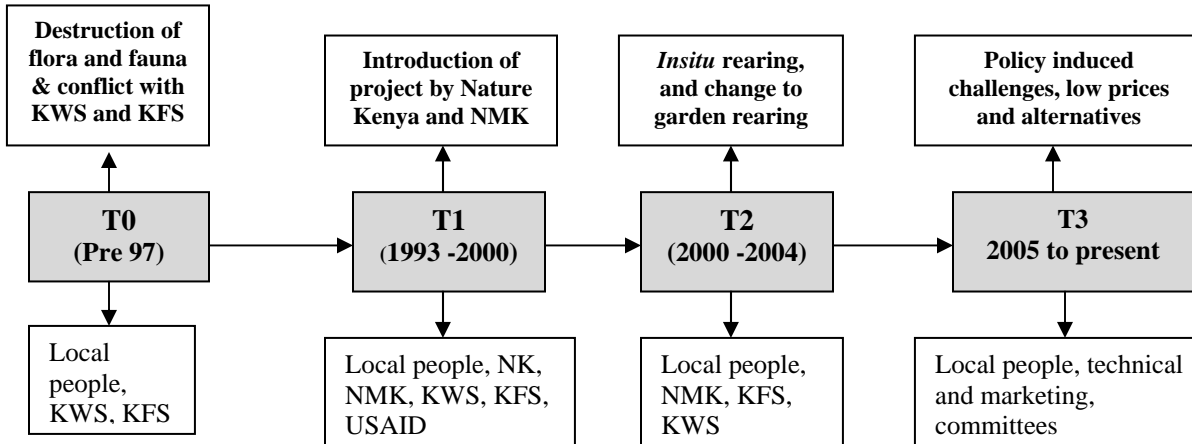 Destruction of
flora and fauna
& conflict with
KWS and KFS
Introduction of
project by Nature
Kenya and NMK
Insitu rearing,
and change to
garden rearing
Policy induced
challenges, low prices
and alternatives
T0
(Pre 97)
T1
(1993 -2000)
T2
(2000 -2004)
T3
2005 to present
Local
people,
KWS, KFS
Local people, NK,
NMK, KWS, KFS,
USAID
Local people,
NMK, KFS,
KWS
Local people, technical
and marketing,
committees